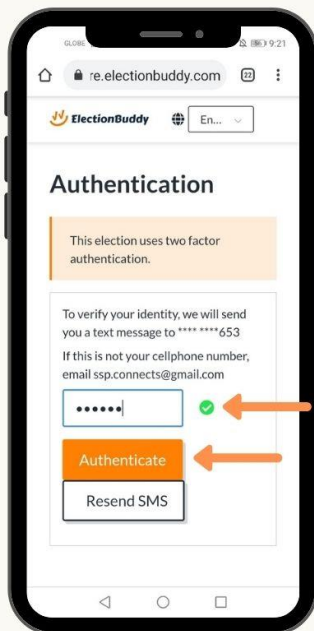 GLOBE 9:21
re.electionbuddy.com 22
ElectionBuddy En...
Authentication
This election uses two factor
authentication.
To verify your identity, we will send
you a text message to **** ****653
If this is not your cellphone number,
email ssp.connects@gmail.com
••••••
Authenticate
Resend SMS